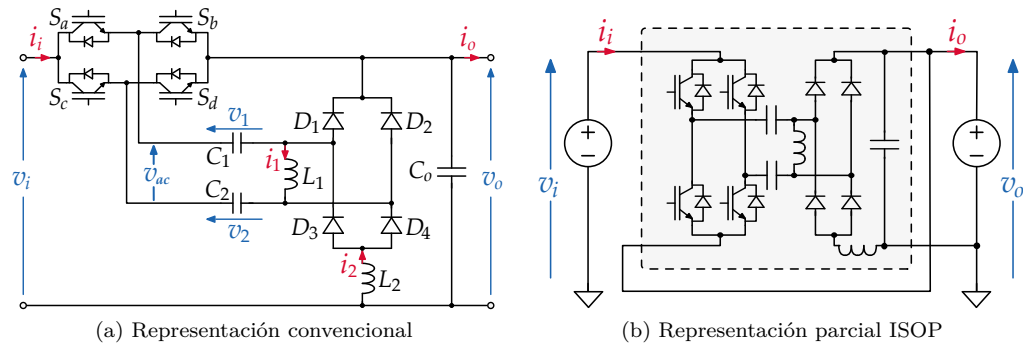 S_a
S_b
i_i
i_o
S_c
S_d
v_1
D_1
D_2
C_1
i_1
v_i
v_ac
L_1
C_o
v_o
C_2
v_2
D_3
D_4
i_2
L_2
(a) Representación convencional
i_i
i_o
v_i
+
−
+
−
v_o
(b) Representación parcial ISOP